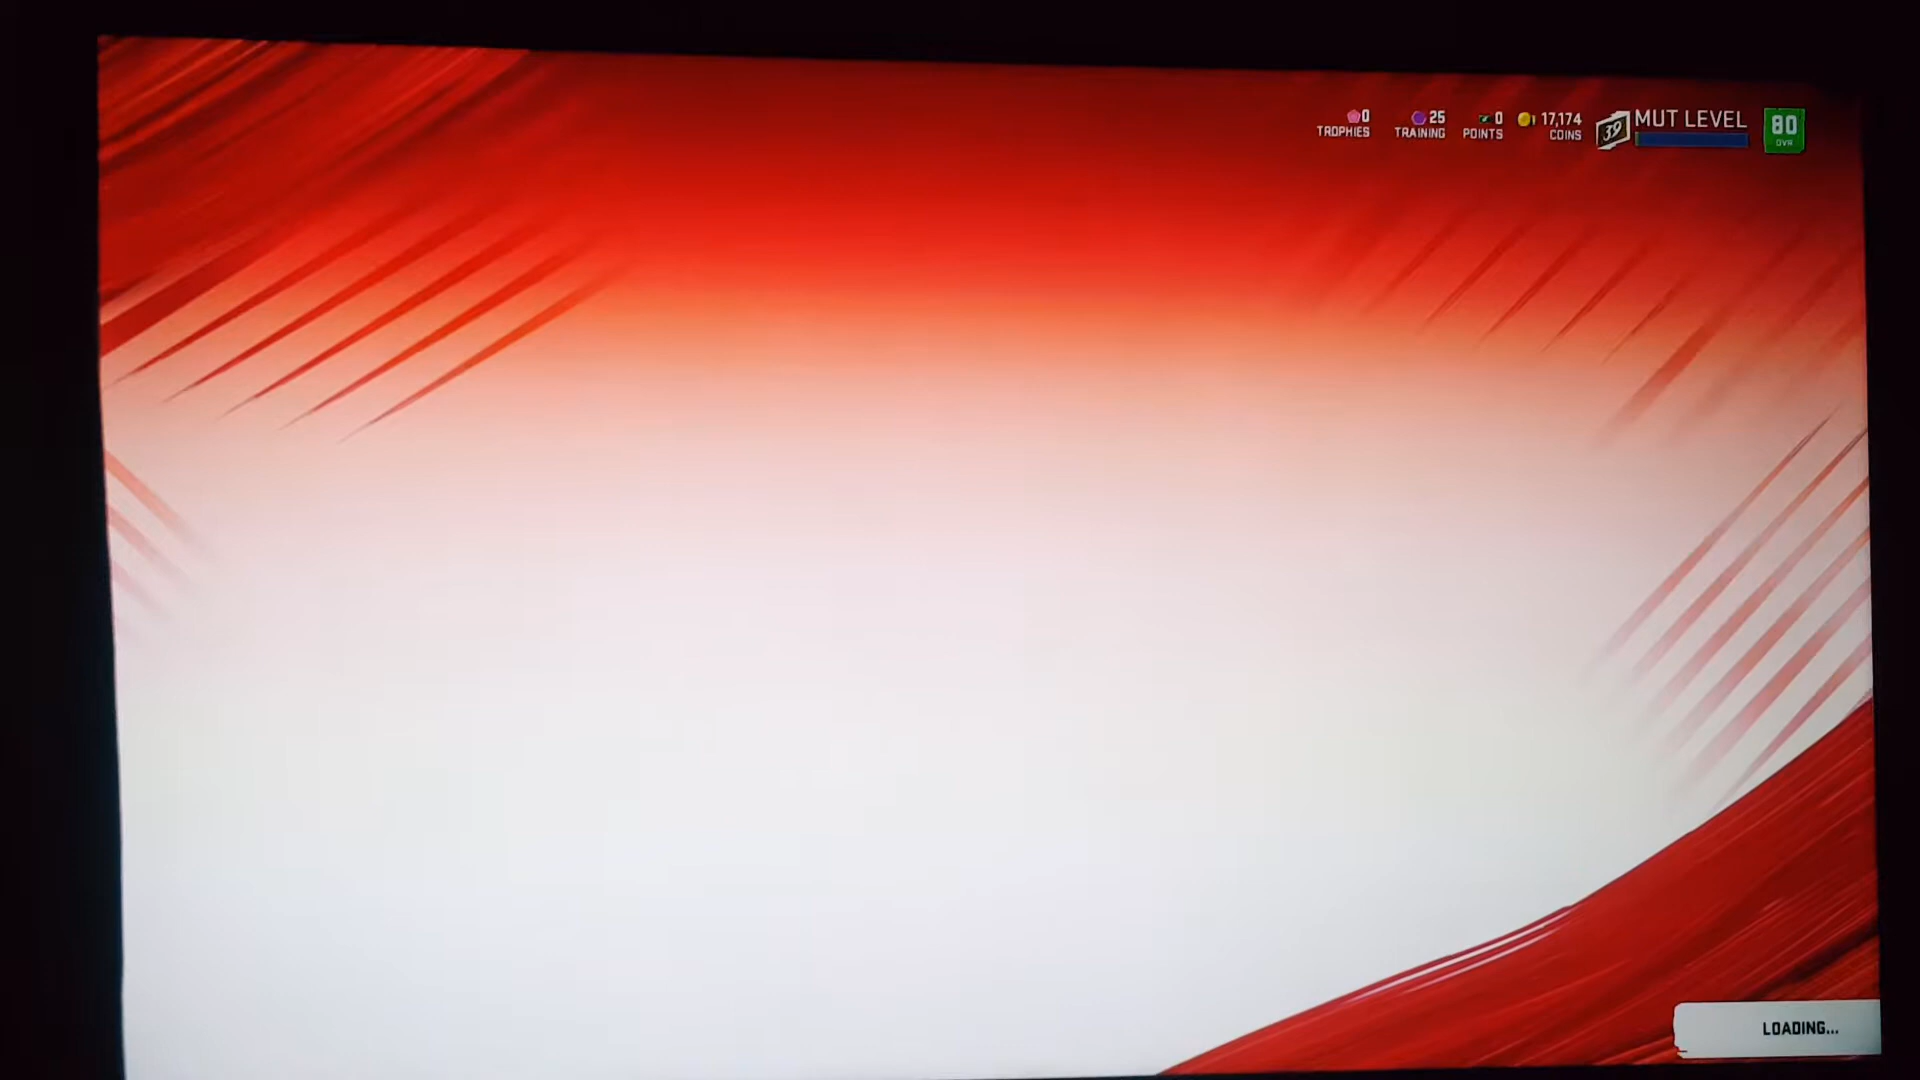 0 TROPHIES
25 TRAINING
0 POINTS
17,174 COINS
39 MUT LEVEL
80 OVR
LOADING...